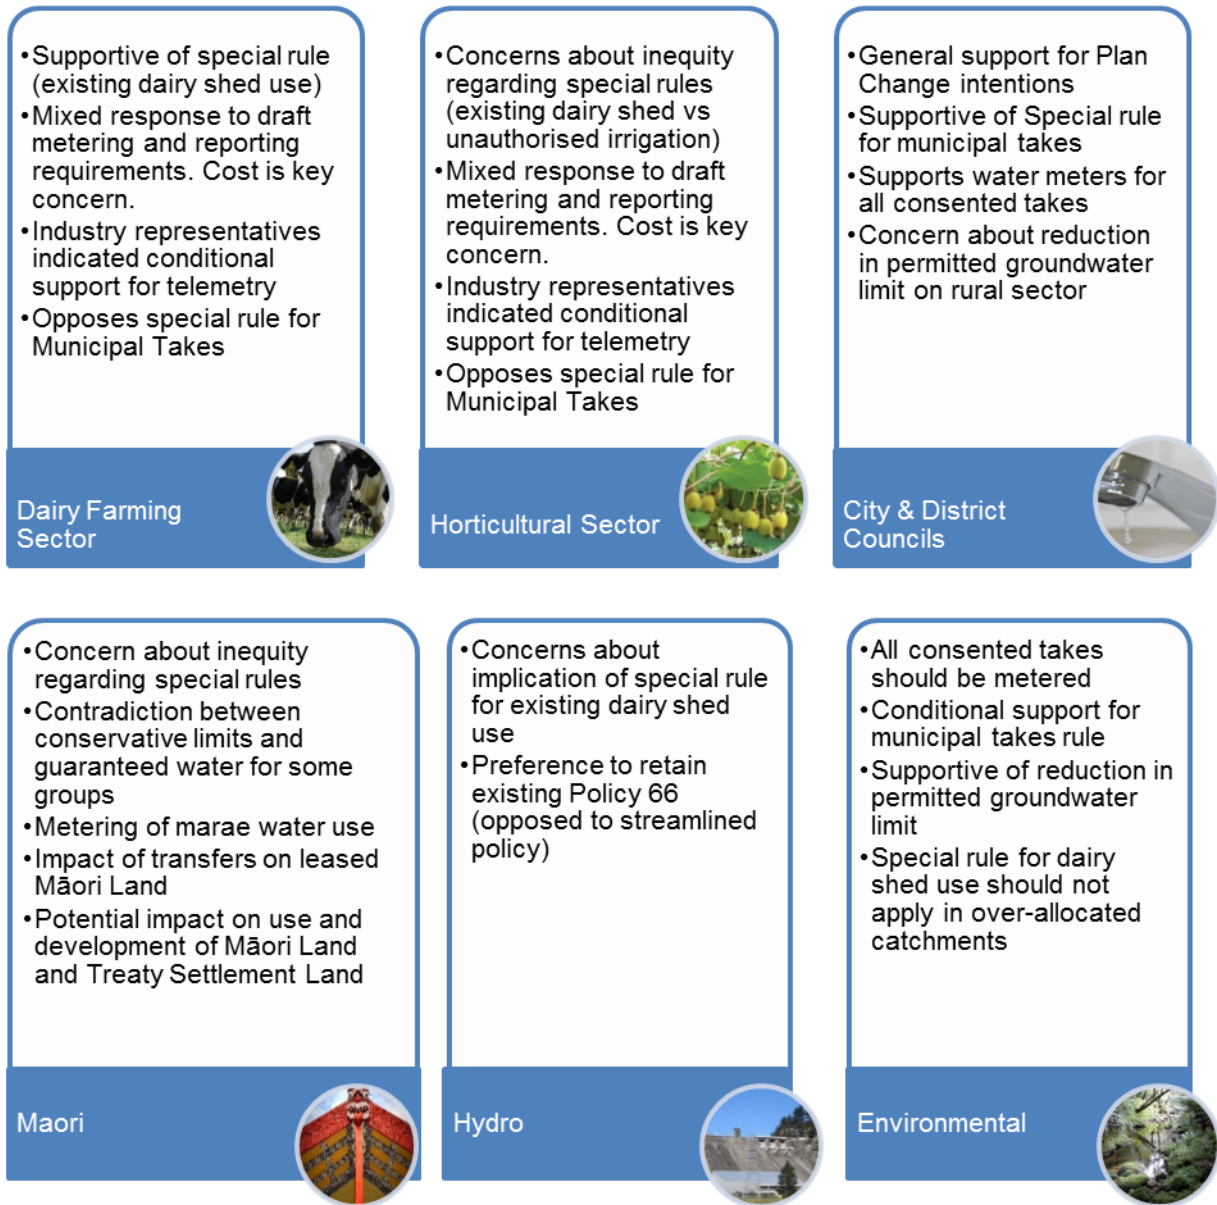 •Supportive of special rule
(existing dairy shed use)
•Mixed response to draft
metering and reporting
requirements. Cost is key
concern.
•Industry representatives
indicated conditional
support for telemetry
•Opposes special rule for
Municipal Takes
Dairy Farming
Sector
•Concerns about inequity
regarding special rules
(existing dairy shed vs
unauthorised irrigation)
•Mixed response to draft
metering and reporting
requirements. Cost is key
concern.
•Industry representatives
indicated conditional
support for telemetry
•Opposes special rule for
Municipal Takes
Horticultural Sector
•General support for Plan
Change intentions
•Supportive of Special rule
for municipal takes
•Supports water meters for
all consented takes
•Concern about reduction
in permitted groundwater
limit on rural sector
City & District
Councils
•Concern about inequity
regarding special rules
•Contradiction between
conservative limits and
guaranteed water for some
groups
•Metering of marae water use
•Impact of transfers on leased
Māori Land
•Potential impact on use and
development of Māori Land
and Treaty Settlement Land
Maori
•Concerns about
implication of special rule
for existing dairy shed
use
•Preference to retain
existing Policy 66
(opposed to streamlined
policy)
Hydro
•All consented takes
should be metered
•Conditional support for
municipal takes rule
•Supportive of reduction in
permitted groundwater
limit
•Special rule for dairy
shed use should not
apply in over-allocated
catchments
Environmental